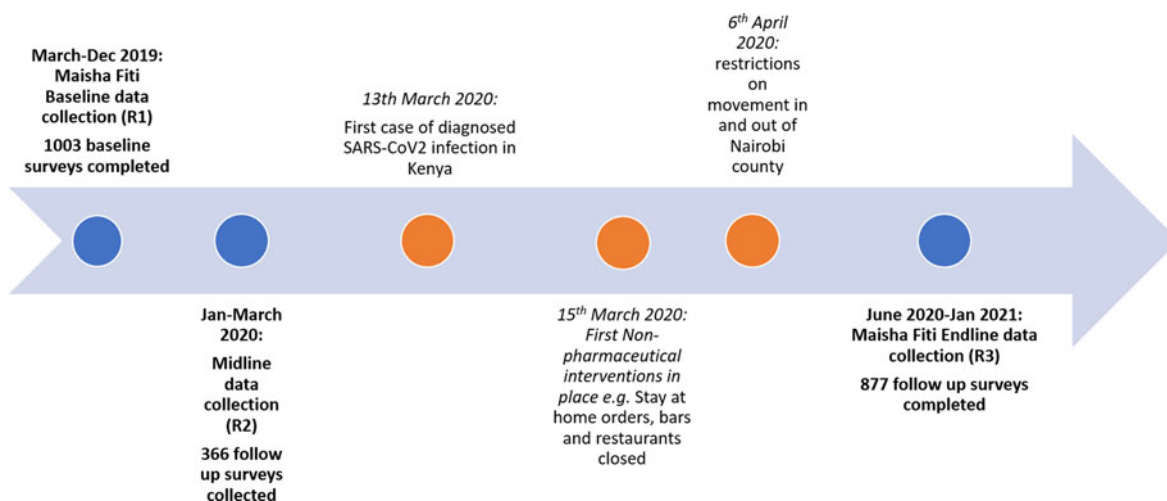 March-Dec 2019:
Maisha Fiti
Baseline data
collection (R1)
1003 baseline
surveys completed
Jan-March
2020:
Midline
data
collection
(R2)
366 follow
up surveys
collected
13th March 2020:
First case of diagnosed
SARS-CoV2 infection in
Kenya
15th March 2020:
First Non-
pharmaceutical
interventions in
place e.g. Stay at
home orders, bars
and restaurants
closed
6th April
2020:
restrictions
on
movement in
and out of
Nairobi
county
June 2020-Jan 2021:
Maisha Fiti Endline data
collection (R3)
877 follow up surveys
completed